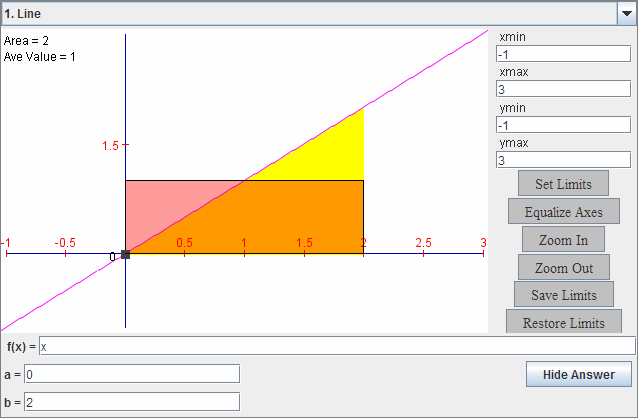 1. Line
Area = 2
Ave Value = 1
1.5
-1 -0.5 0 0.5 1 1.5 2 2.5 3
xmin
-1
xmax
3
ymin
-1
ymax
3
Set Limits
Equalize Axes
Zoom In
Zoom Out
Save Limits
Restore Limits
f(x) = x
a = 0
Hide Answer
b = 2